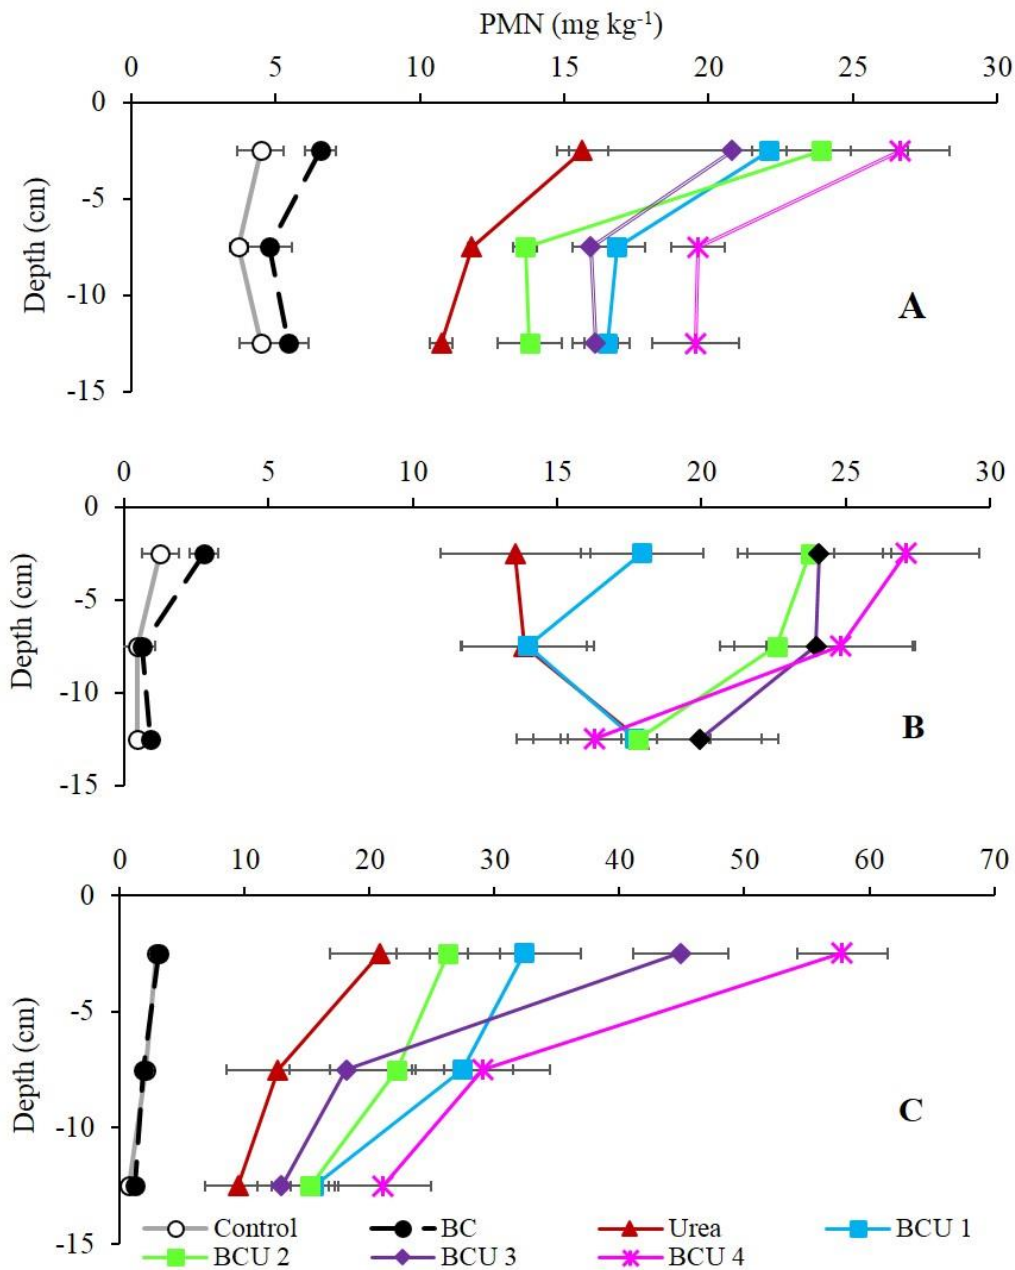 PMN (mg kg⁻¹)
0 5 10 15 20 25 30
0
-5
-10
-15
Depth (cm)
A
0 5 10 15 20 25 30
0
-5
-10
-15
Depth (cm)
B
0 10 20 30 40 50 60 70
0
-5
-10
-15
Depth (cm)
C
Control BC Urea BCU 1
BCU 2 BCU 3 BCU 4